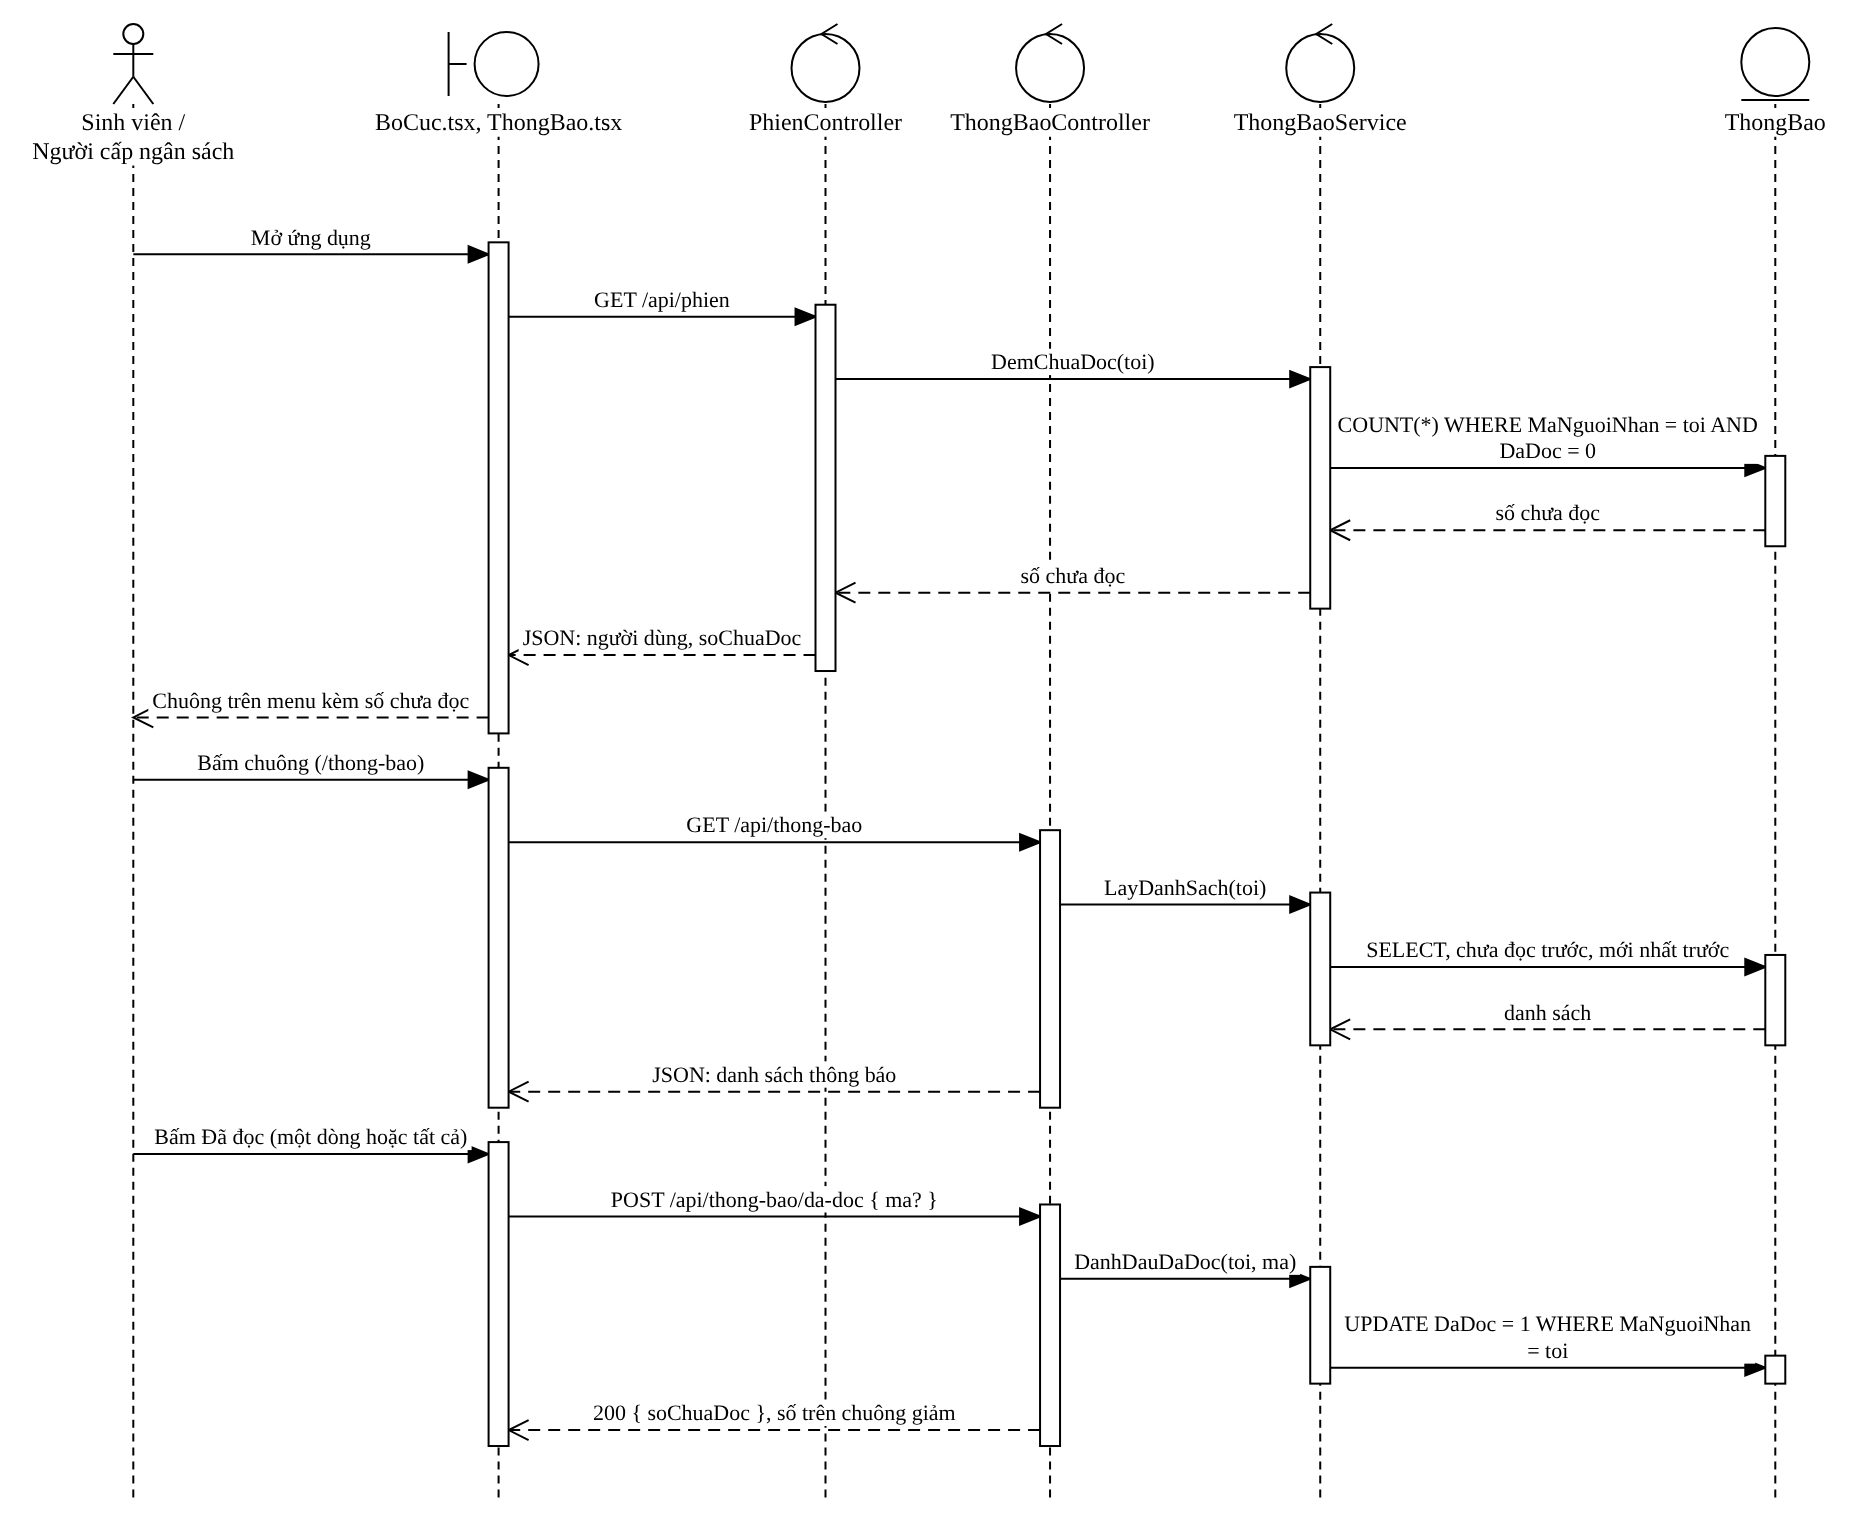 Sinh viên /
Người cấp ngân sách
BoCuc.tsx, ThongBao.tsx
PhienController
ThongBaoController
ThongBaoService
ThongBao
Mở ứng dụng
GET /api/phien
DemChuaDoc(toi)
COUNT(*) WHERE MaNguoiNhan = toi AND
DaDoc = 0
số chưa đọc
số chưa đọc
JSON: người dùng, soChuaDoc
Chuông trên menu kèm số chưa đọc
Bấm chuông (/thong-bao)
GET /api/thong-bao
LayDanhSach(toi)
SELECT, chưa đọc trước, mới nhất trước
danh sách
JSON: danh sách thông báo
Bấm Đã đọc (một dòng hoặc tất cả)
POST /api/thong-bao/da-doc { ma? }
DanhDauDaDoc(toi, ma)
UPDATE DaDoc = 1 WHERE MaNguoiNhan
= toi
200 { soChuaDoc }, số trên chuông giảm